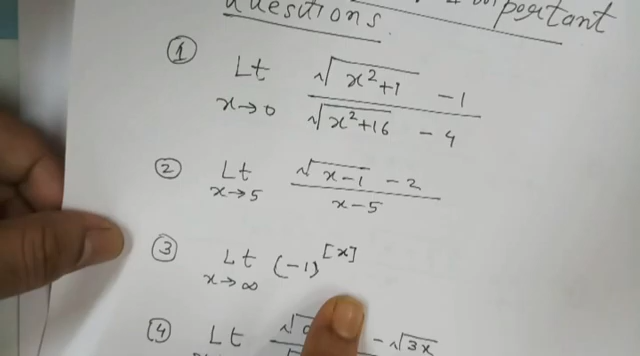 questions.
portant
① Lt x→0 √(x²+1) - 1 / √(x²+16) - 4
② Lt x→5 √(x-1) - 2 / x-5
③ Lt x→∞ (-1)^[x]
(4) Lt - √3x